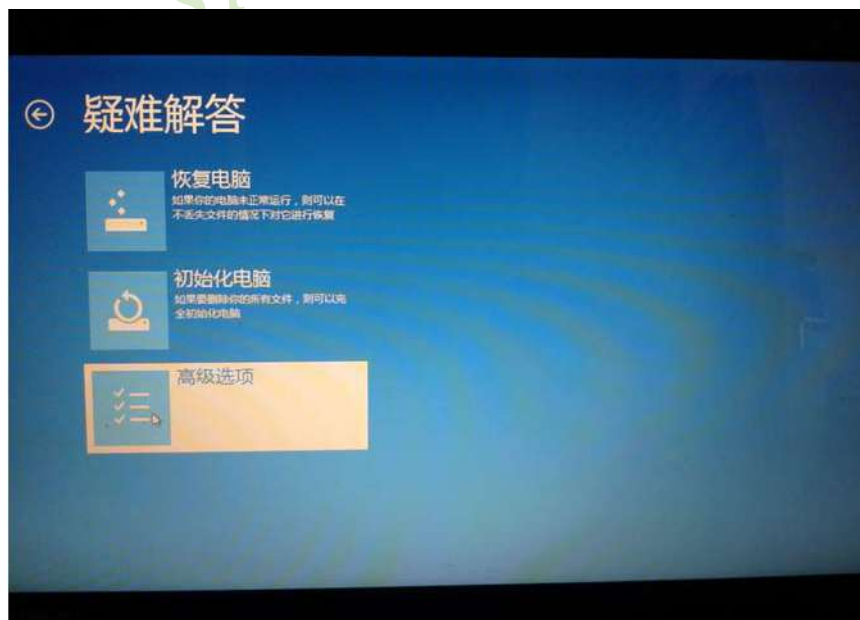 疑难解答
恢复电脑
如果你的电脑未正常运行，则可以在
不丢失文件的情况下对它进行恢复
初始化电脑
如果要删除你的所有文件，则可以完
全初始化电脑
高级选项